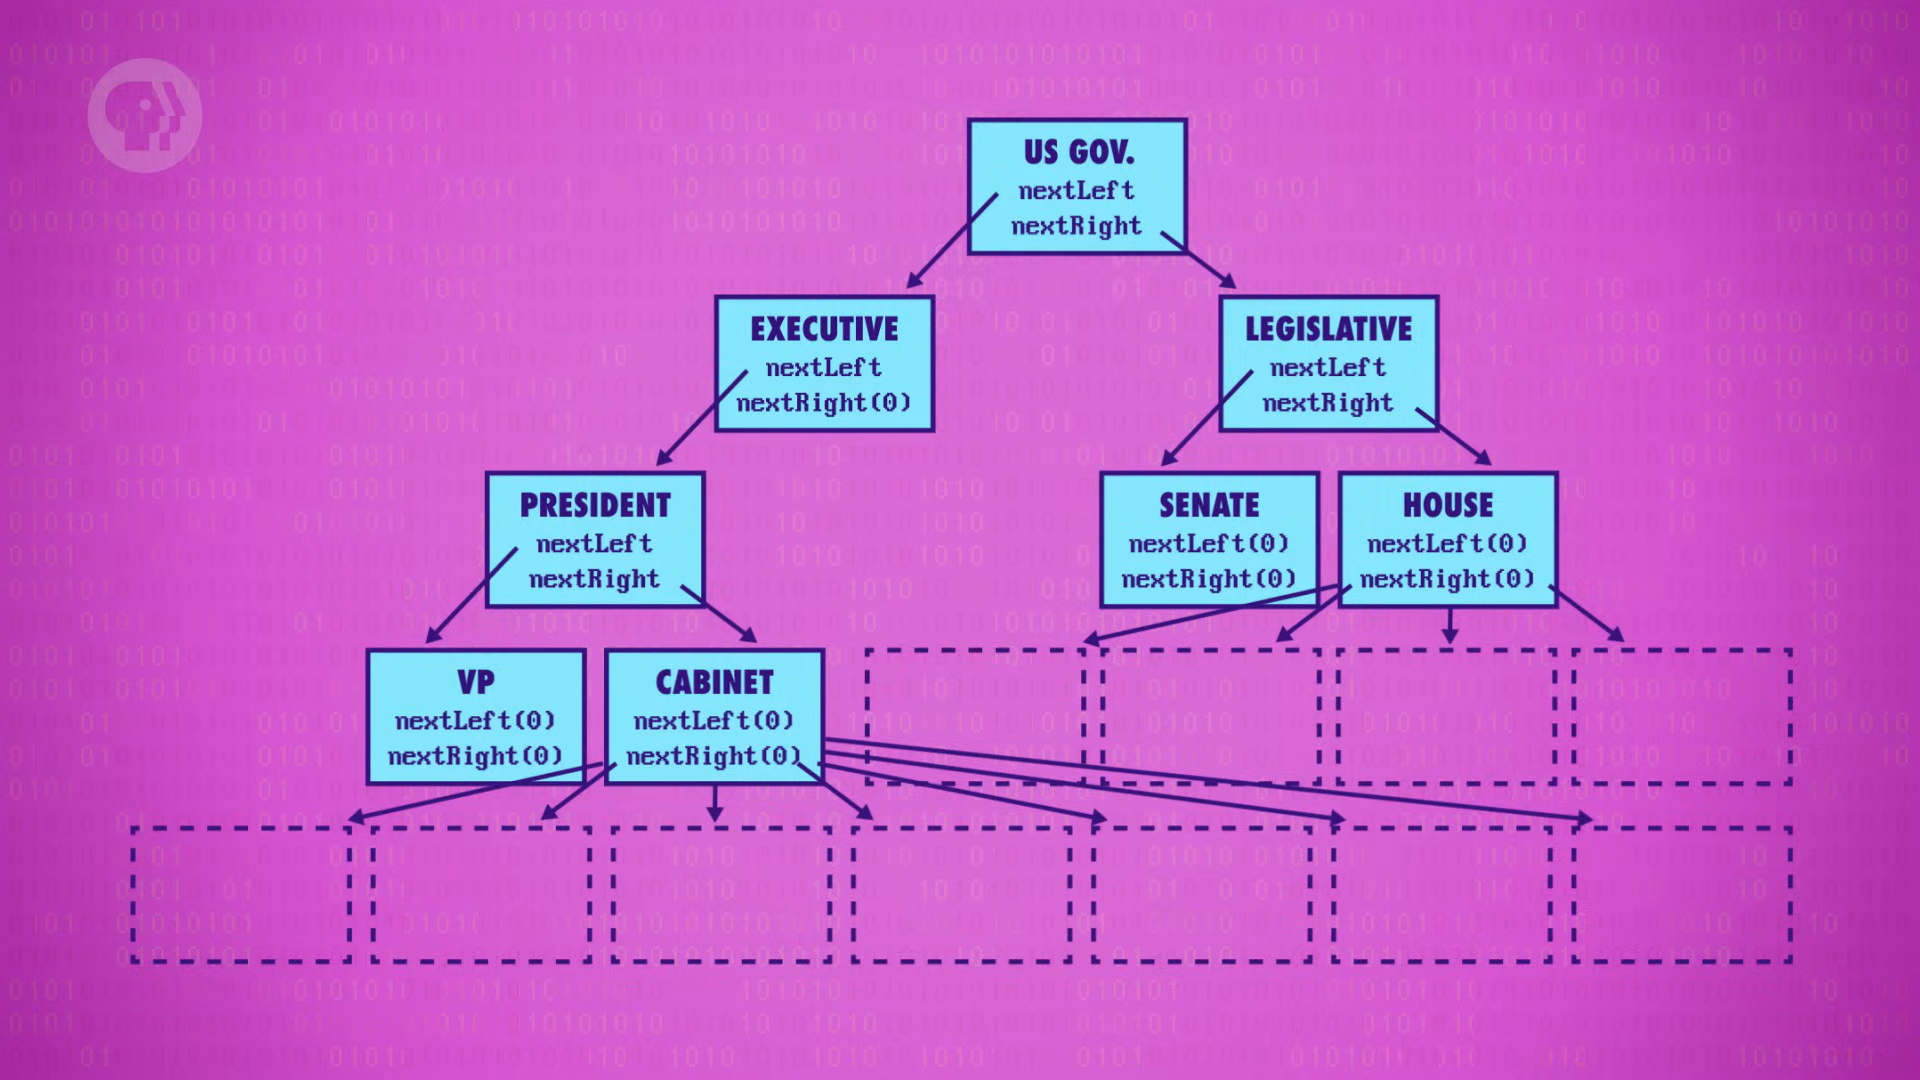 US GOV.
nextLeft
nextRight
EXECUTIVE
nextLeft
nextRight(0)
LEGISLATIVE
nextLeft
nextRight
PRESIDENT
nextLeft
nextRight
SENATE
nextLeft(0)
nextRight(0)
HOUSE
nextLeft(0)
nextRight(0)
VP
nextLeft(0)
nextRight(0)
CABINET
nextLeft(0)
nextRight(0)